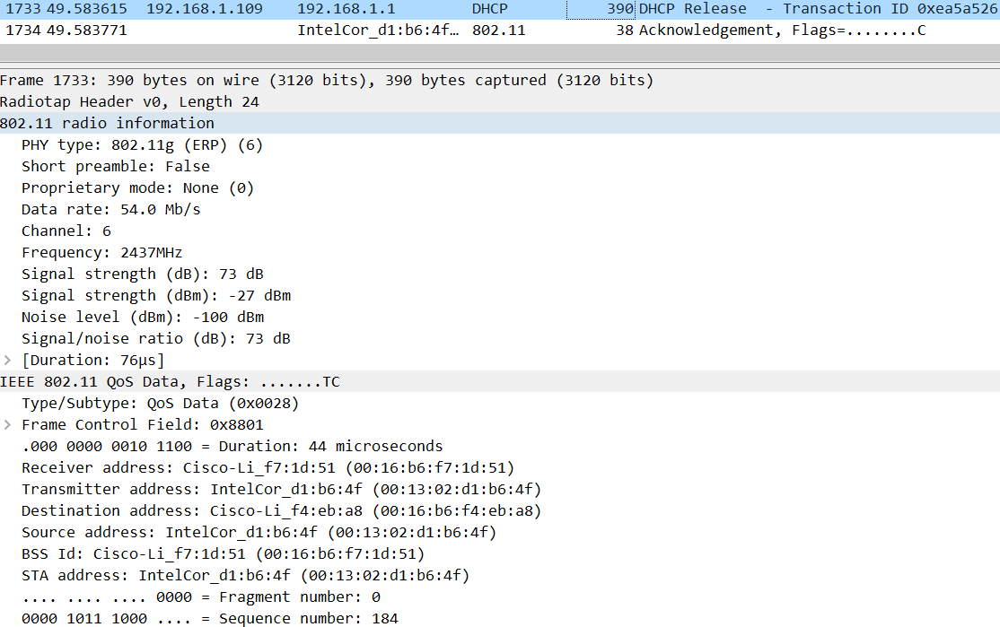 1733 49.583615 192.168.1.109 192.168.1.1 DHCP 390 DHCP Release - Transaction ID 0xea5a526
1734 49.583771 IntelCor_d1:b6:4f… 802.11 38 Acknowledgement, Flags=........C
Frame 1733: 390 bytes on wire (3120 bits), 390 bytes captured (3120 bits)
Radiotap Header v0, Length 24
802.11 radio information
PHY type: 802.11g (ERP) (6)
Short preamble: False
Proprietary mode: None (0)
Data rate: 54.0 Mb/s
Channel: 6
Frequency: 2437MHz
Signal strength (dB): 73 dB
Signal strength (dBm): -27 dBm
Noise level (dBm): -100 dBm
Signal/noise ratio (dB): 73 dB
[Duration: 76µs]
IEEE 802.11 QoS Data, Flags: .......TC
Type/Subtype: QoS Data (0x0028)
Frame Control Field: 0x8801
.000 0000 0010 1100 = Duration: 44 microseconds
Receiver address: Cisco-Li_f7:1d:51 (00:16:b6:f7:1d:51)
Transmitter address: IntelCor_d1:b6:4f (00:13:02:d1:b6:4f)
Destination address: Cisco-Li_f4:eb:a8 (00:16:b6:f4:eb:a8)
Source address: IntelCor_d1:b6:4f (00:13:02:d1:b6:4f)
BSS Id: Cisco-Li_f7:1d:51 (00:16:b6:f7:1d:51)
STA address: IntelCor_d1:b6:4f (00:13:02:d1:b6:4f)
.... .... .... 0000 = Fragment number: 0
0000 1011 1000 .... = Sequence number: 184